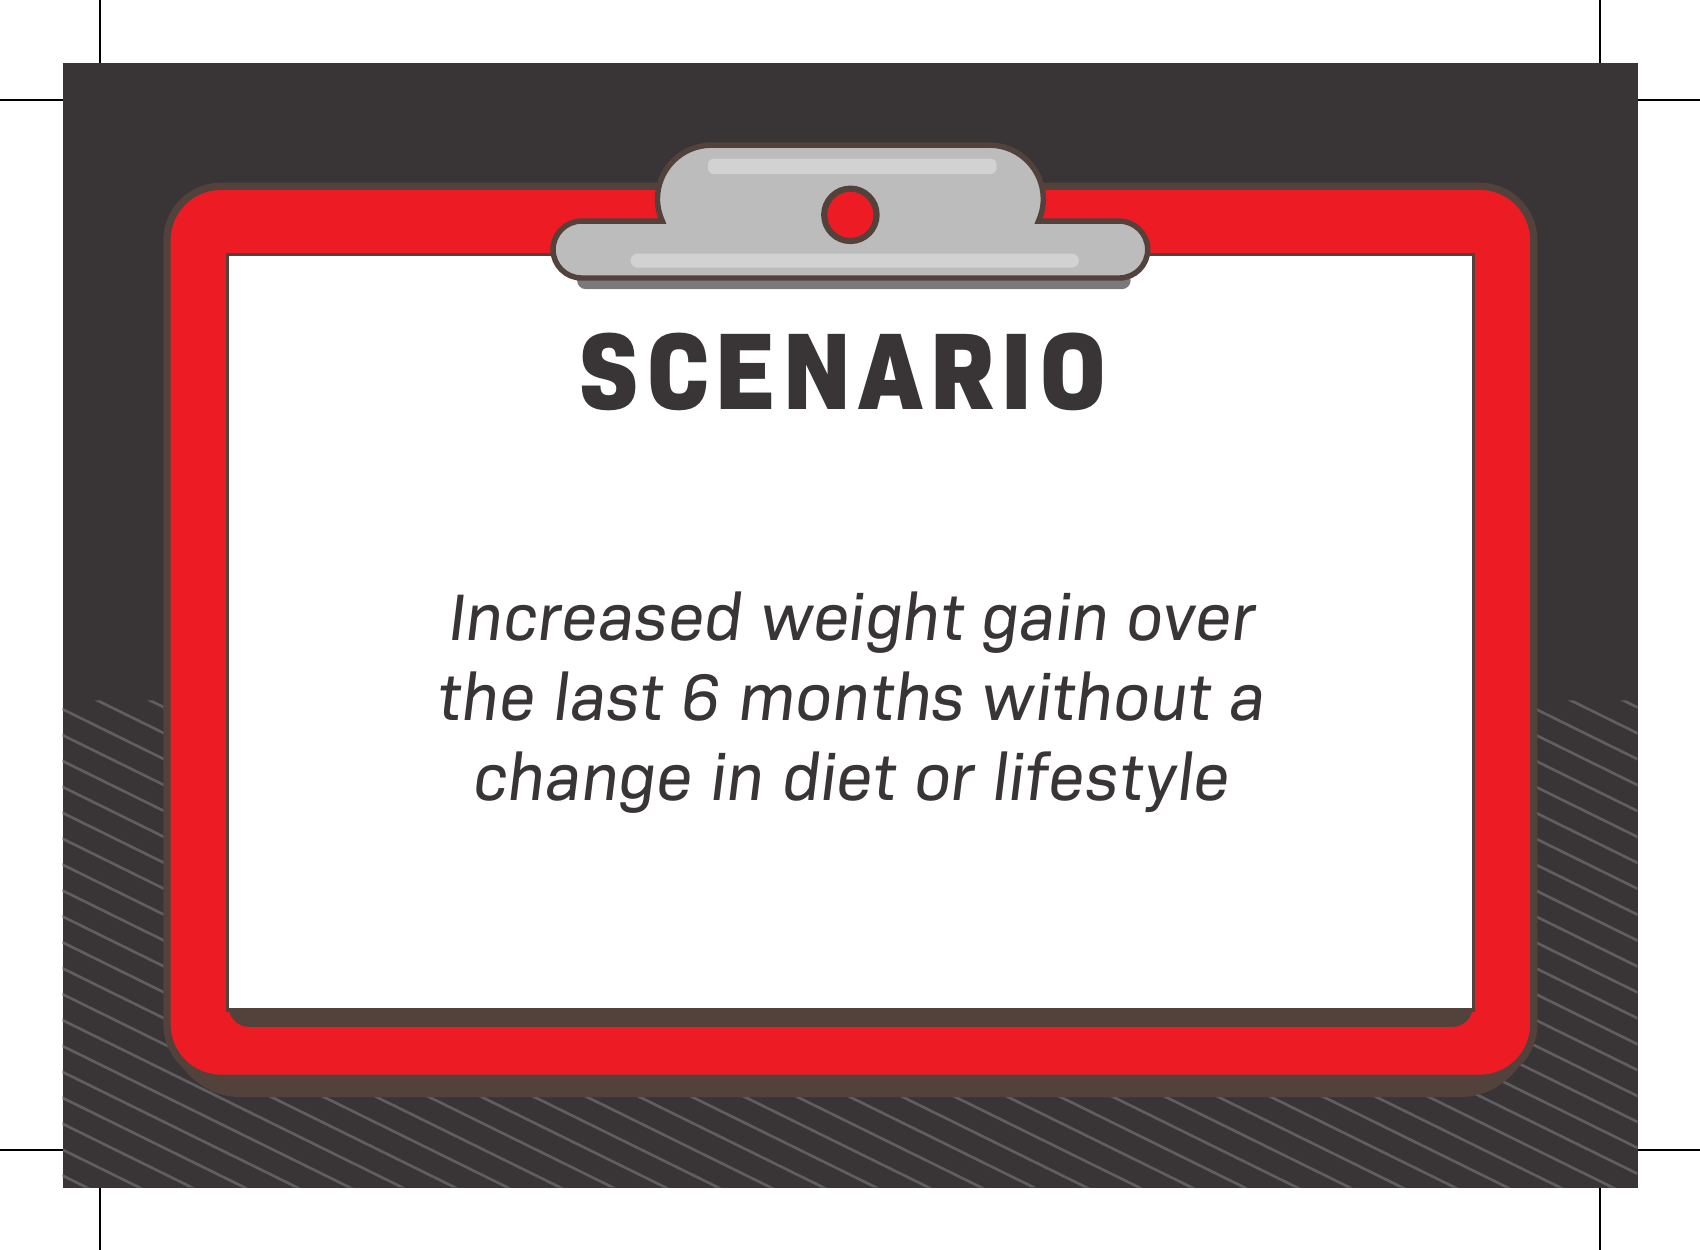 SCENARIO
Increased weight gain over
the last 6 months without a
change in diet or lifestyle